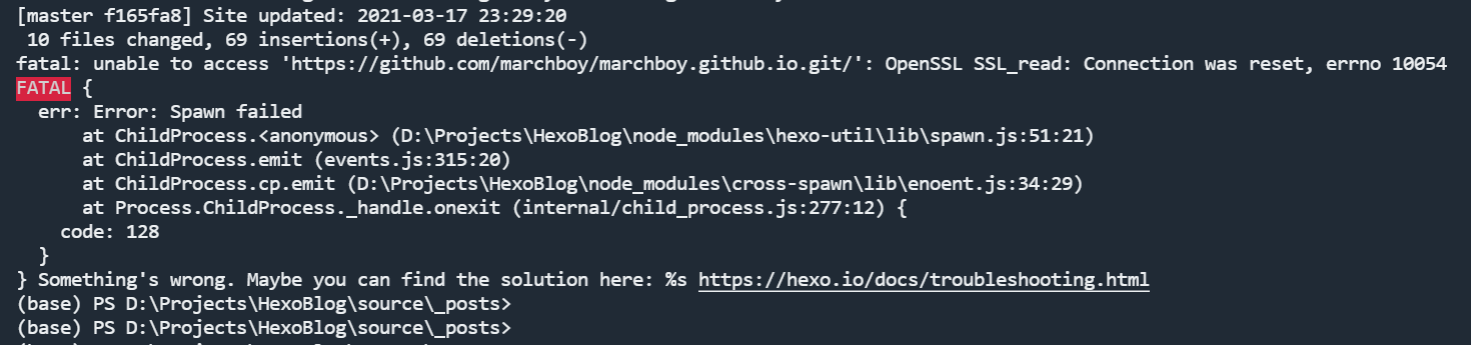 [master f165fa8] Site updated: 2021-03-17 23:29:20
 10 files changed, 69 insertions(+), 69 deletions(-)
fatal: unable to access 'https://github.com/marchboy/marchboy.github.io.git/': OpenSSL SSL_read: Connection was reset, errno 10054
FATAL {
  err: Error: Spawn failed
      at ChildProcess.<anonymous> (D:\Projects\HexoBlog\node_modules\hexo-util\lib\spawn.js:51:21)
      at ChildProcess.emit (events.js:315:20)
      at ChildProcess.cp.emit (D:\Projects\HexoBlog\node_modules\cross-spawn\lib\enoent.js:34:29)
      at Process.ChildProcess._handle.onexit (internal/child_process.js:277:12) {
    code: 128
  }
} Something's wrong. Maybe you can find the solution here: %s https://hexo.io/docs/troubleshooting.html
(base) PS D:\Projects\HexoBlog\source\_posts>
(base) PS D:\Projects\HexoBlog\source\_posts>